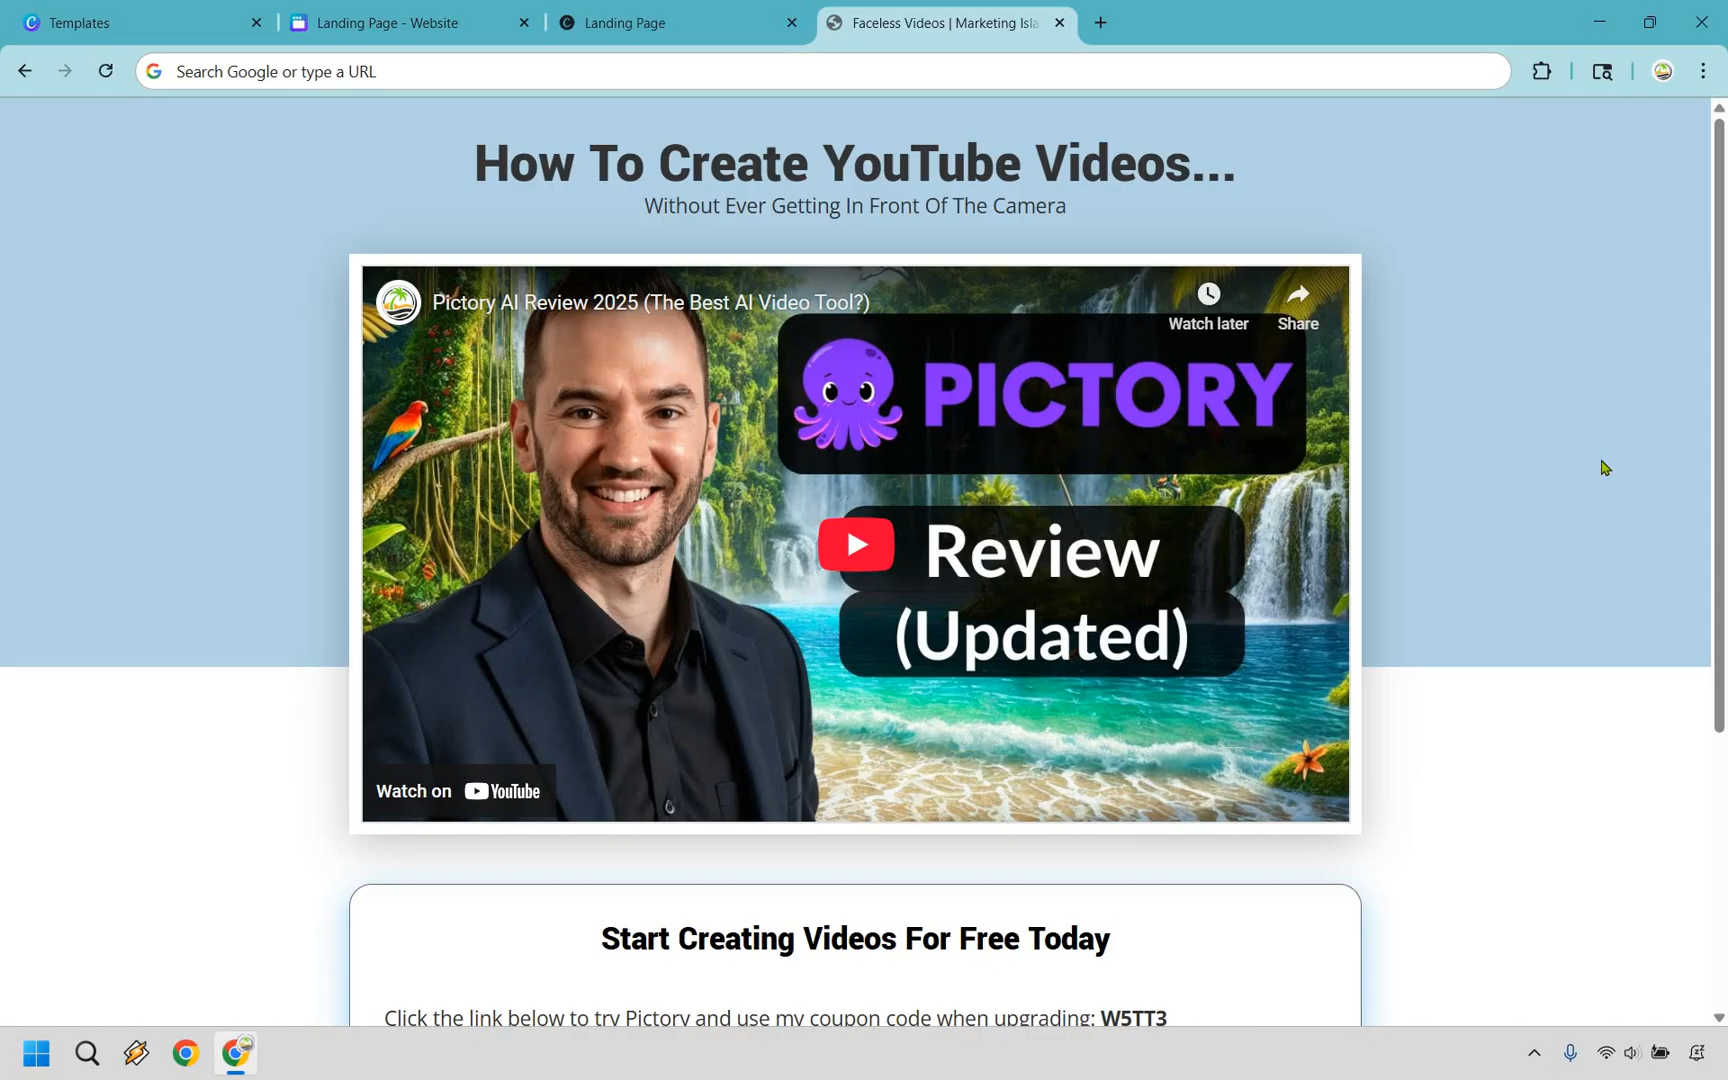 Templates
Landing Page - Website
Landing Page
Faceless Videos | Marketing Isla
Search Google or type a URL
How To Create YouTube Videos...
Without Ever Getting In Front Of The Camera
Pictory AI Review 2025 (The Best AI Video Tool?)
Watch later
Share
PICTORY
Review
(Updated)
Watch on YouTube
Start Creating Videos For Free Today
Click the link below to try Pictory and use my coupon code when upgrading: W5TT3